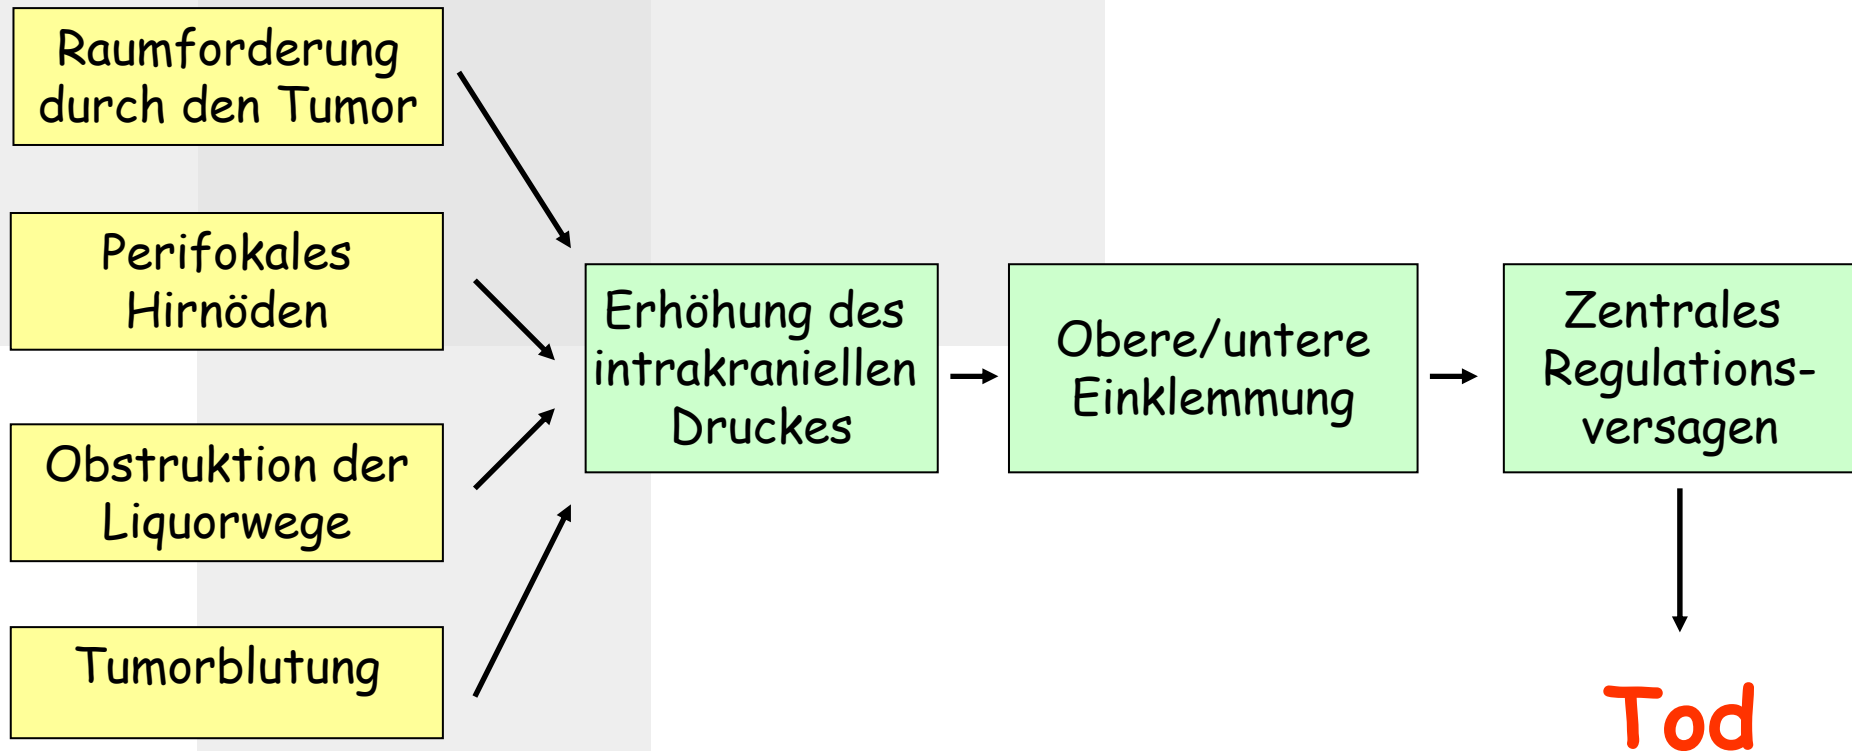 Raumforderung
durch den Tumor
Perifokales
Hirnöden
Obstruktion der
Liquorwege
Tumorblutung
Erhöhung des
intrakraniellen
Druckes
Obere/untere
Einklemmung
Zentrales
Regulations-
versagen
Tod